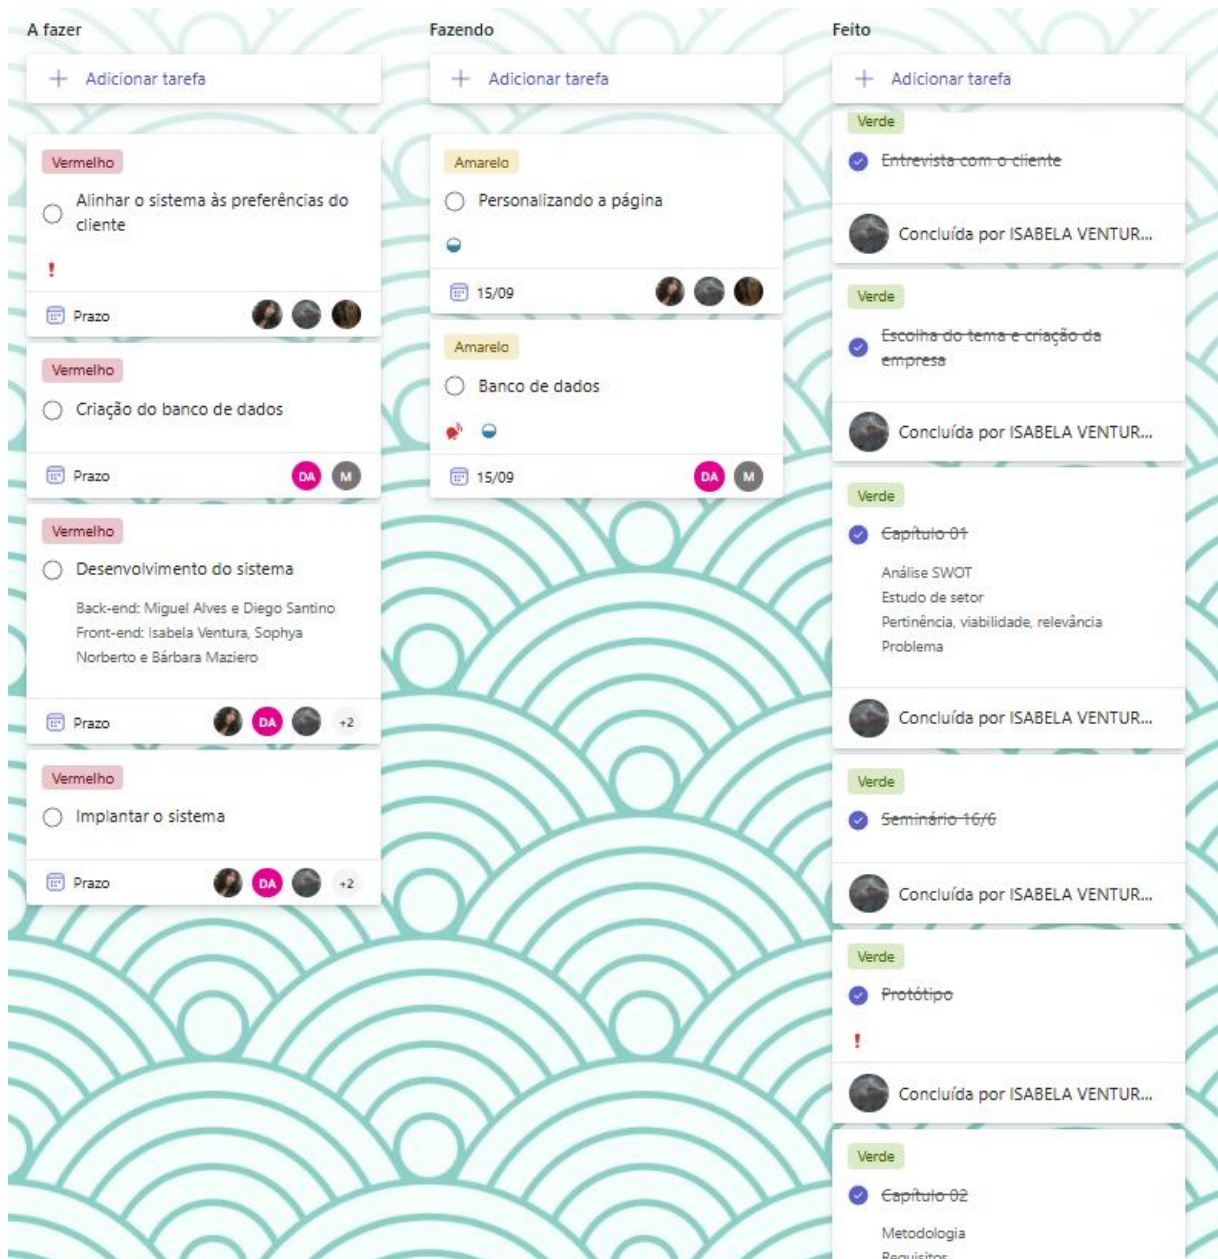 A fazer
Adicionar tarefa
Vermelho
Alinhar o sistema às preferências do
cliente
Prazo
Vermelho
Criação do banco de dados
Prazo
DA
M
Vermelho
Desenvolvimento do sistema
Back-end: Miguel Alves e Diego Santino
Front-end: Isabela Ventura, Sophya
Norberto e Bárbara Maziero
Prazo
DA
+2
Vermelho
Implantar o sistema
Prazo
DA
+2
Fazendo
Adicionar tarefa
Amarelo
Personalizando a página
15/09
Amarelo
Banco de dados
15/09
DA
M
Feito
Adicionar tarefa
Verde
Entrevista com o cliente
Concluída por ISABELA VENTUR...
Verde
Escolha do tema e criação da
empresa
Concluída por ISABELA VENTUR...
Verde
Capítulo 01
Análise SWOT
Estudo de setor
Pertinência, viabilidade, relevância
Problema
Concluída por ISABELA VENTUR...
Verde
Seminário 16/6
Concluída por ISABELA VENTUR...
Verde
Protótipo
Concluída por ISABELA VENTUR...
Verde
Capítulo 02
Metodologia
Requisitos